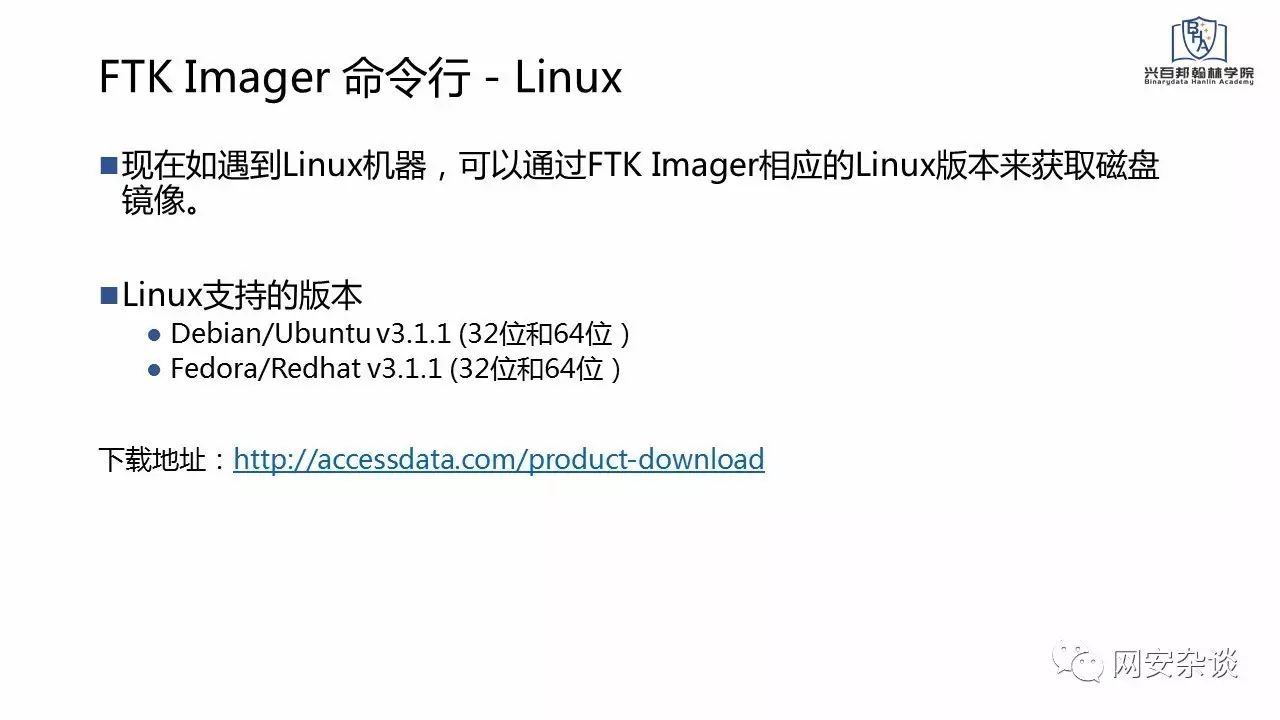 BHA
兴百邦翰林学院
Binarydata Hanlin Academy
FTK Imager 命令行 - Linux
现在如遇到Linux机器，可以通过FTK Imager相应的Linux版本来获取磁盘
镜像。
Linux支持的版本
Debian/Ubuntu v3.1.1 (32位和64位）
Fedora/Redhat v3.1.1 (32位和64位）
下载地址：http://accessdata.com/product-download
网安杂谈